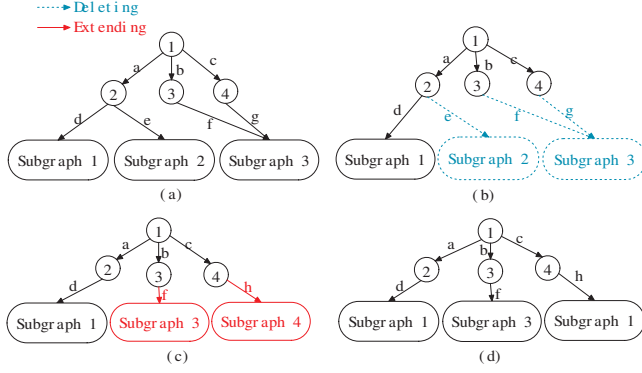 Deleting
Extending
1
a
b
c
2
3
4
d
e
f
g
Subgraph 1
Subgraph 2
Subgraph 3
(a)
1
a
b
c
2
3
4
d
e
f
g
Subgraph 1
Subgraph 2
Subgraph 3
(b)
1
a
b
c
2
3
4
d
f
h
Subgraph 1
Subgraph 3
Subgraph 4
(c)
1
a
b
c
2
3
4
d
f
h
Subgraph 1
Subgraph 3
Subgraph 1
(d)